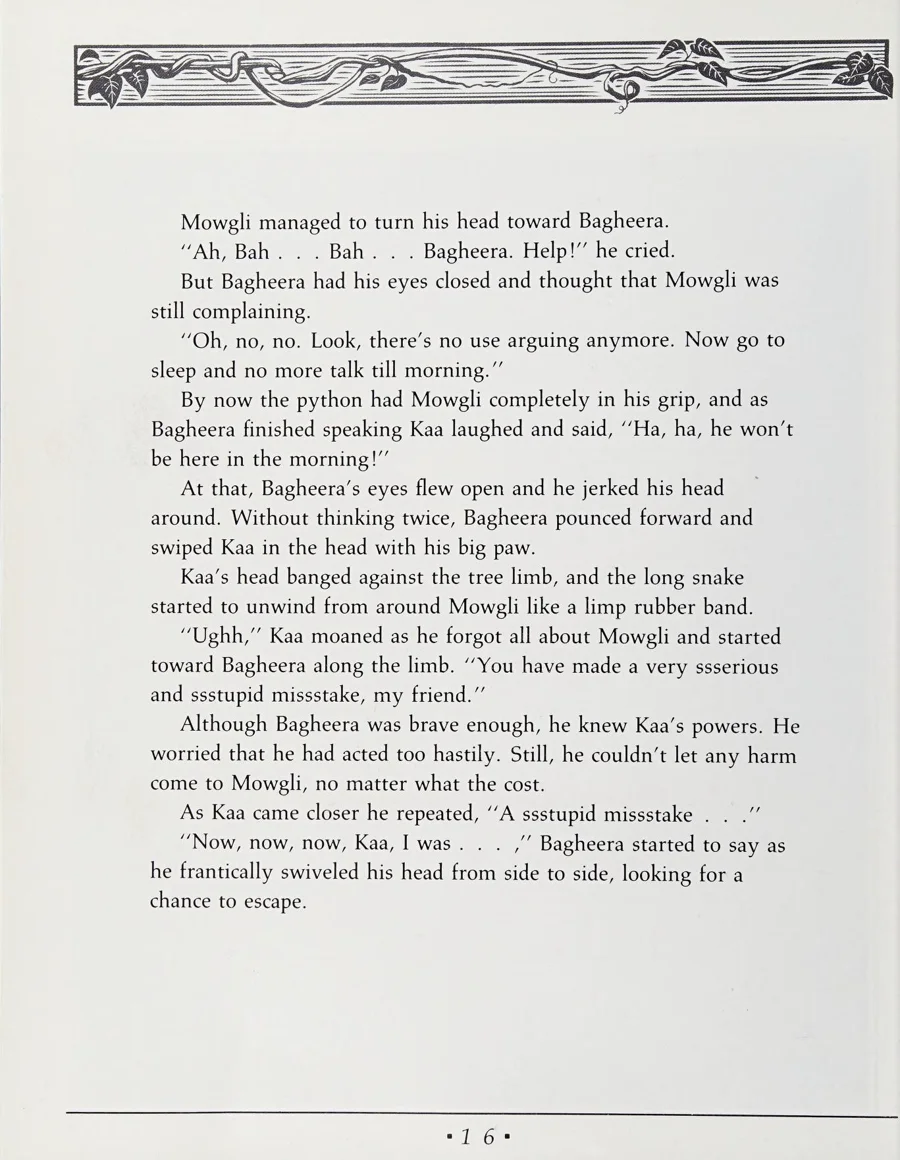 Mowgli managed to turn his head toward Bagheera.
"Ah, Bah . . . Bah . . . Bagheera. Help!" he cried.
But Bagheera had his eyes closed and thought that Mowgli was
still complaining.
"Oh, no, no. Look, there's no use arguing anymore. Now go to
sleep and no more talk till morning."
By now the python had Mowgli completely in his grip, and as
Bagheera finished speaking Kaa laughed and said, "Ha, ha, he won't
be here in the morning!"
At that, Bagheera's eyes flew open and he jerked his head
around. Without thinking twice, Bagheera pounced forward and
swiped Kaa in the head with his big paw.
Kaa's head banged against the tree limb, and the long snake
started to unwind from around Mowgli like a limp rubber band.
"Ughh," Kaa moaned as he forgot all about Mowgli and started
toward Bagheera along the limb. "You have made a very ssserious
and ssstupid missstake, my friend."
Although Bagheera was brave enough, he knew Kaa's powers. He
worried that he had acted too hastily. Still, he couldn't let any harm
come to Mowgli, no matter what the cost.
As Kaa came closer he repeated, "A ssstupid missstake . . ."
"Now, now, now, Kaa, I was . . . ," Bagheera started to say as
he frantically swiveled his head from side to side, looking for a
chance to escape.
· 1 6 ·